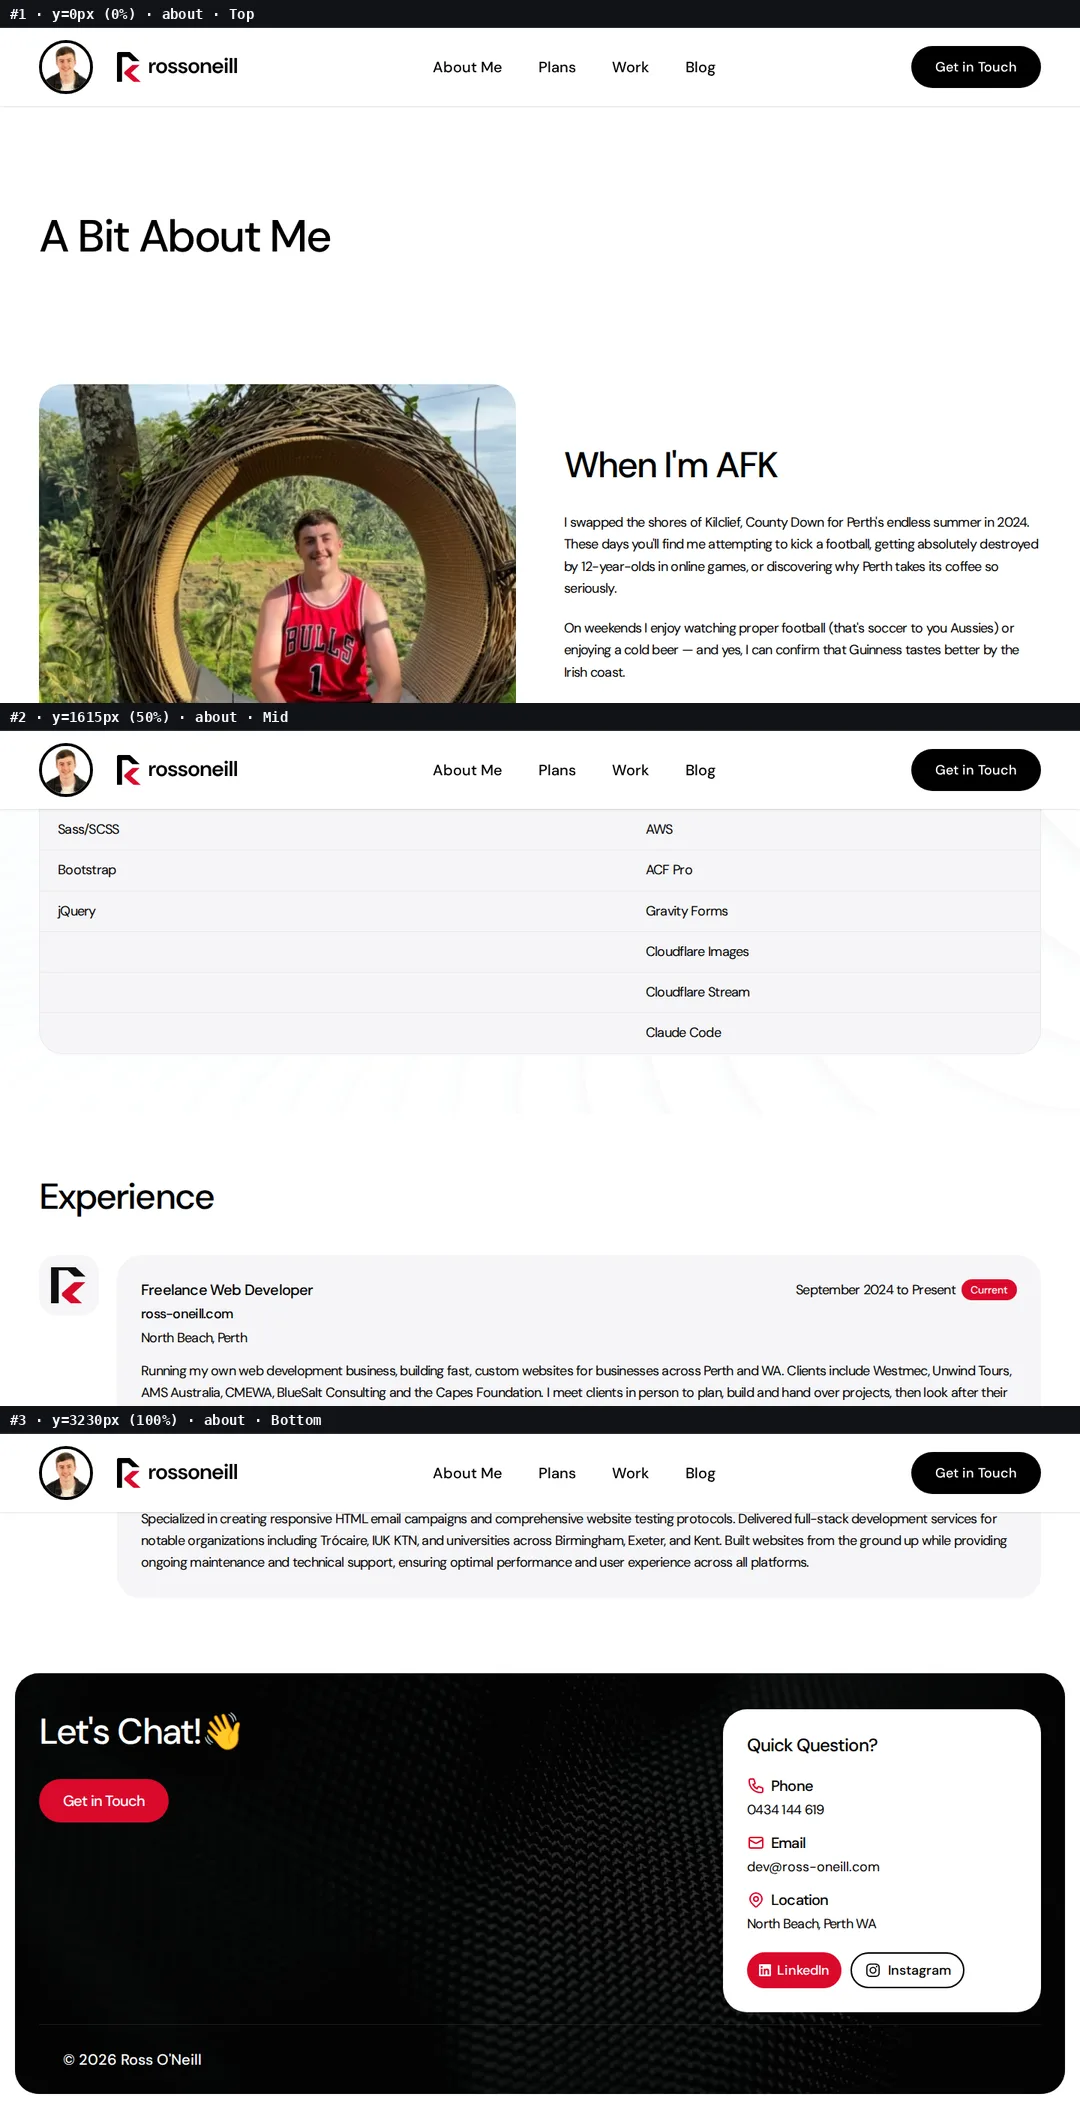 #1 · y=0px (0%) · about · Top
rossoneill
About Me
Plans
Work
Blog
Get in Touch
A Bit About Me
BULLS
1
When I'm AFK
I swapped the shores of Kilclief, County Down for Perth's endless summer in 2024.
These days you'll find me attempting to kick a football, getting absolutely destroyed
by 12-year-olds in online games, or discovering why Perth takes its coffee so
seriously.
On weekends I enjoy watching proper football (that's soccer to you Aussies) or
enjoying a cold beer — and yes, I can confirm that Guinness tastes better by the
Irish coast.
#2 · y=1615px (50%) · about · Mid
rossoneill
About Me
Plans
Work
Blog
Get in Touch
Sass/SCSS
AWS
Bootstrap
ACF Pro
jQuery
Gravity Forms
Cloudflare Images
Cloudflare Stream
Claude Code
Experience
Freelance Web Developer
September 2024 to Present
Current
ross-oneill.com
North Beach, Perth
Running my own web development business, building fast, custom websites for businesses across Perth and WA. Clients include Westmec, Unwind Tours,
AMS Australia, CMEWA, BlueSalt Consulting and the Capes Foundation. I meet clients in person to plan, build and hand over projects, then look after their
#3 · y=3230px (100%) · about · Bottom
rossoneill
About Me
Plans
Work
Blog
Get in Touch
Specialized in creating responsive HTML email campaigns and comprehensive website testing protocols. Delivered full-stack development services for
notable organizations including Trócaire, IUK KTN, and universities across Birmingham, Exeter, and Kent. Built websites from the ground up while providing
ongoing maintenance and technical support, ensuring optimal performance and user experience across all platforms.
Let's Chat!👋
Get in Touch
Quick Question?
Phone
0434 144 619
Email
dev@ross-oneill.com
Location
North Beach, Perth WA
LinkedIn
Instagram
© 2026 Ross O'Neill